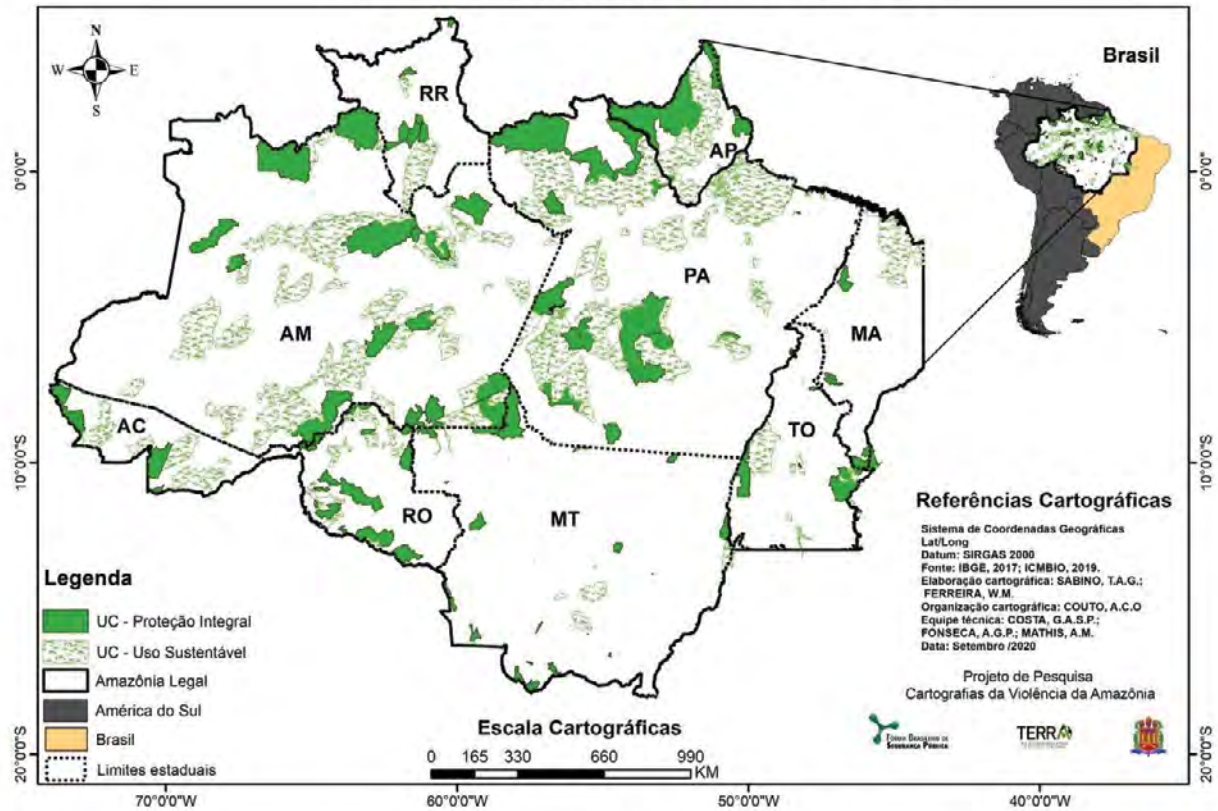 N
W
E
S
Brasil
RR
AP
0°0'0"
0°0'0"
PA
AM
MA
AC
TO
10°0'0"S
10°0'0"S
RO
MT
Referências Cartográficas
Sistema de Coordenadas Geográficas
Lat/Long
Datum: SIRGAS 2000
Fonte: IBGE, 2017; ICMBIO, 2019.
Elaboração cartográfica: SABINO, T.A.G.;
FERREIRA, W.M.
Organização cartográfica: COUTO, A.C.O
Equipe técnica: COSTA, G.A.S.P.;
FONSECA, A.G.P.; MATHIS, A.M.
Data: Setembro /2020
Projeto de Pesquisa
Cartografias da Violência da Amazônia
FÓRUM BRASILEIRO DE
SEGURANÇA PÚBLICA
TERRA
Legenda
UC - Proteção Integral
UC - Uso Sustentável
Amazônia Legal
América do Sul
Brasil
Limites estaduais
Escala Cartográficas
0 165 330 660 990
KM
20°0'0"S
20°0'0"S
70°0'0"W 60°0'0"W 50°0'0"W 40°0'0"W